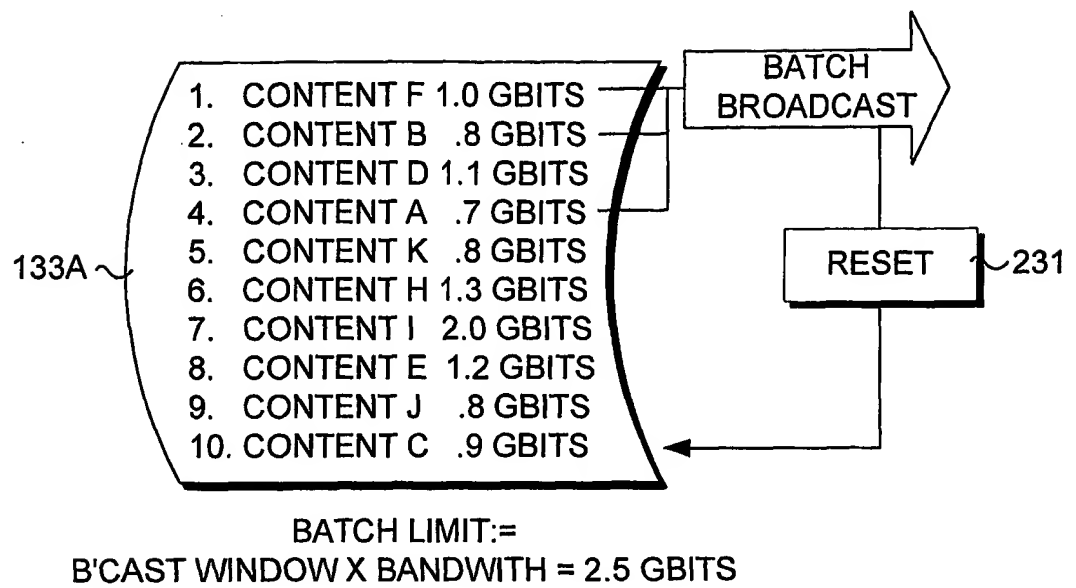 1. CONTENT F 1.0 GBITS
2. CONTENT B .8 GBITS
3. CONTENT D 1.1 GBITS
4. CONTENT A .7 GBITS
5. CONTENT K .8 GBITS
6. CONTENT H 1.3 GBITS
7. CONTENT I 2.0 GBITS
8. CONTENT E 1.2 GBITS
9. CONTENT J .8 GBITS
10. CONTENT C .9 GBITS
133A
BATCH
BROADCAST
RESET
231
BATCH LIMIT:=
B'CAST WINDOW X BANDWITH = 2.5 GBITS